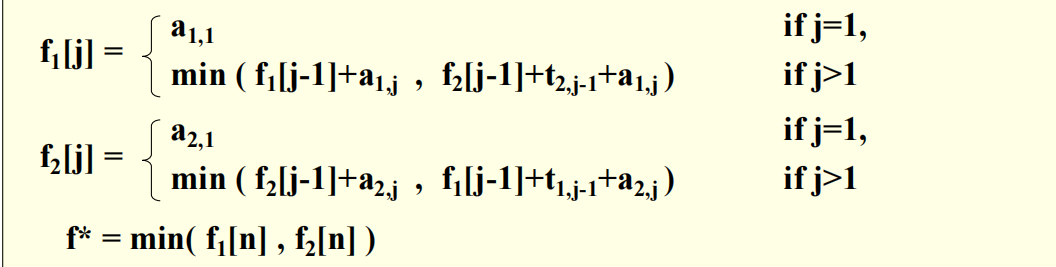 f₁[j] = { a₁,₁ if j=1,
min ( f₁[j-1]+a₁,ⱼ , f₂[j-1]+t₂,ⱼ₋₁+a₁,ⱼ ) if j>1
f₂[j] = { a₂,₁ if j=1,
min ( f₂[j-1]+a₂,ⱼ , f₁[j-1]+t₁,ⱼ₋₁+a₂,ⱼ ) if j>1
f* = min( f₁[n] , f₂[n] )